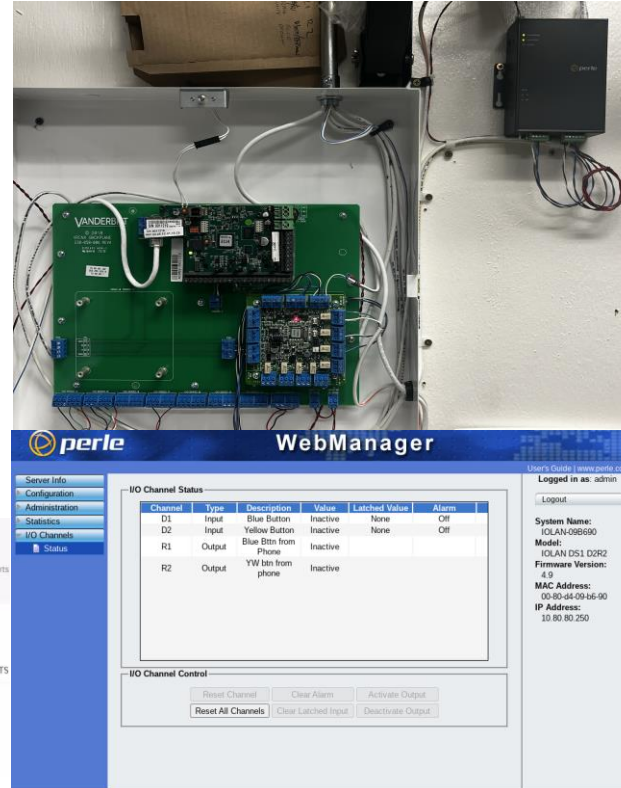 perle
VANDERB
perle
WebManager
User's Guide | www.perle.co
Server Info
Configuration
Administration
Statistics
I/O Channels
Status
I/O Channel Status
Channel Type Description Value Latched Value Alarm
D1 Input Blue Button Inactive None Off
D2 Input Yellow Button Inactive None Off
R1 Output Blue Bttn from Phone Inactive
R2 Output YW btn from phone Inactive
I/O Channel Control
Reset Channel Clear Alarm Activate Output
Reset All Channels Clear Latched Input Deactivate Output
Logged in as: admin
Logout
System Name:
IOLAN-09B690
Model:
IOLAN DS1 D2R2
Firmware Version:
4.9
MAC Address:
00-80-d4-09-b6-90
IP Address:
10.80.80.250
TS